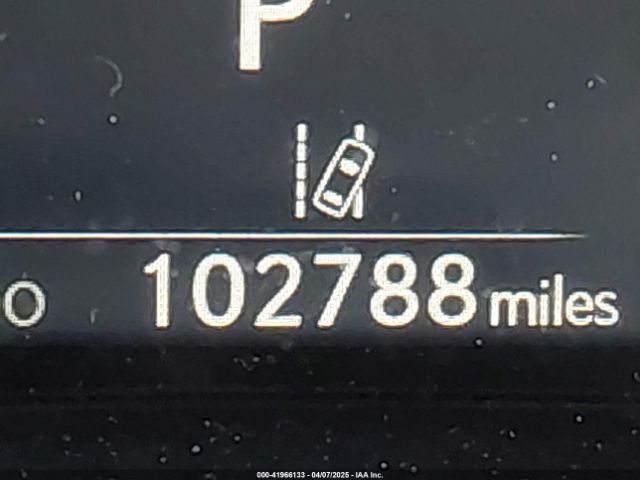 P
O 102788 miles
000-41966133 - 04/07/2025 - IAA Inc.